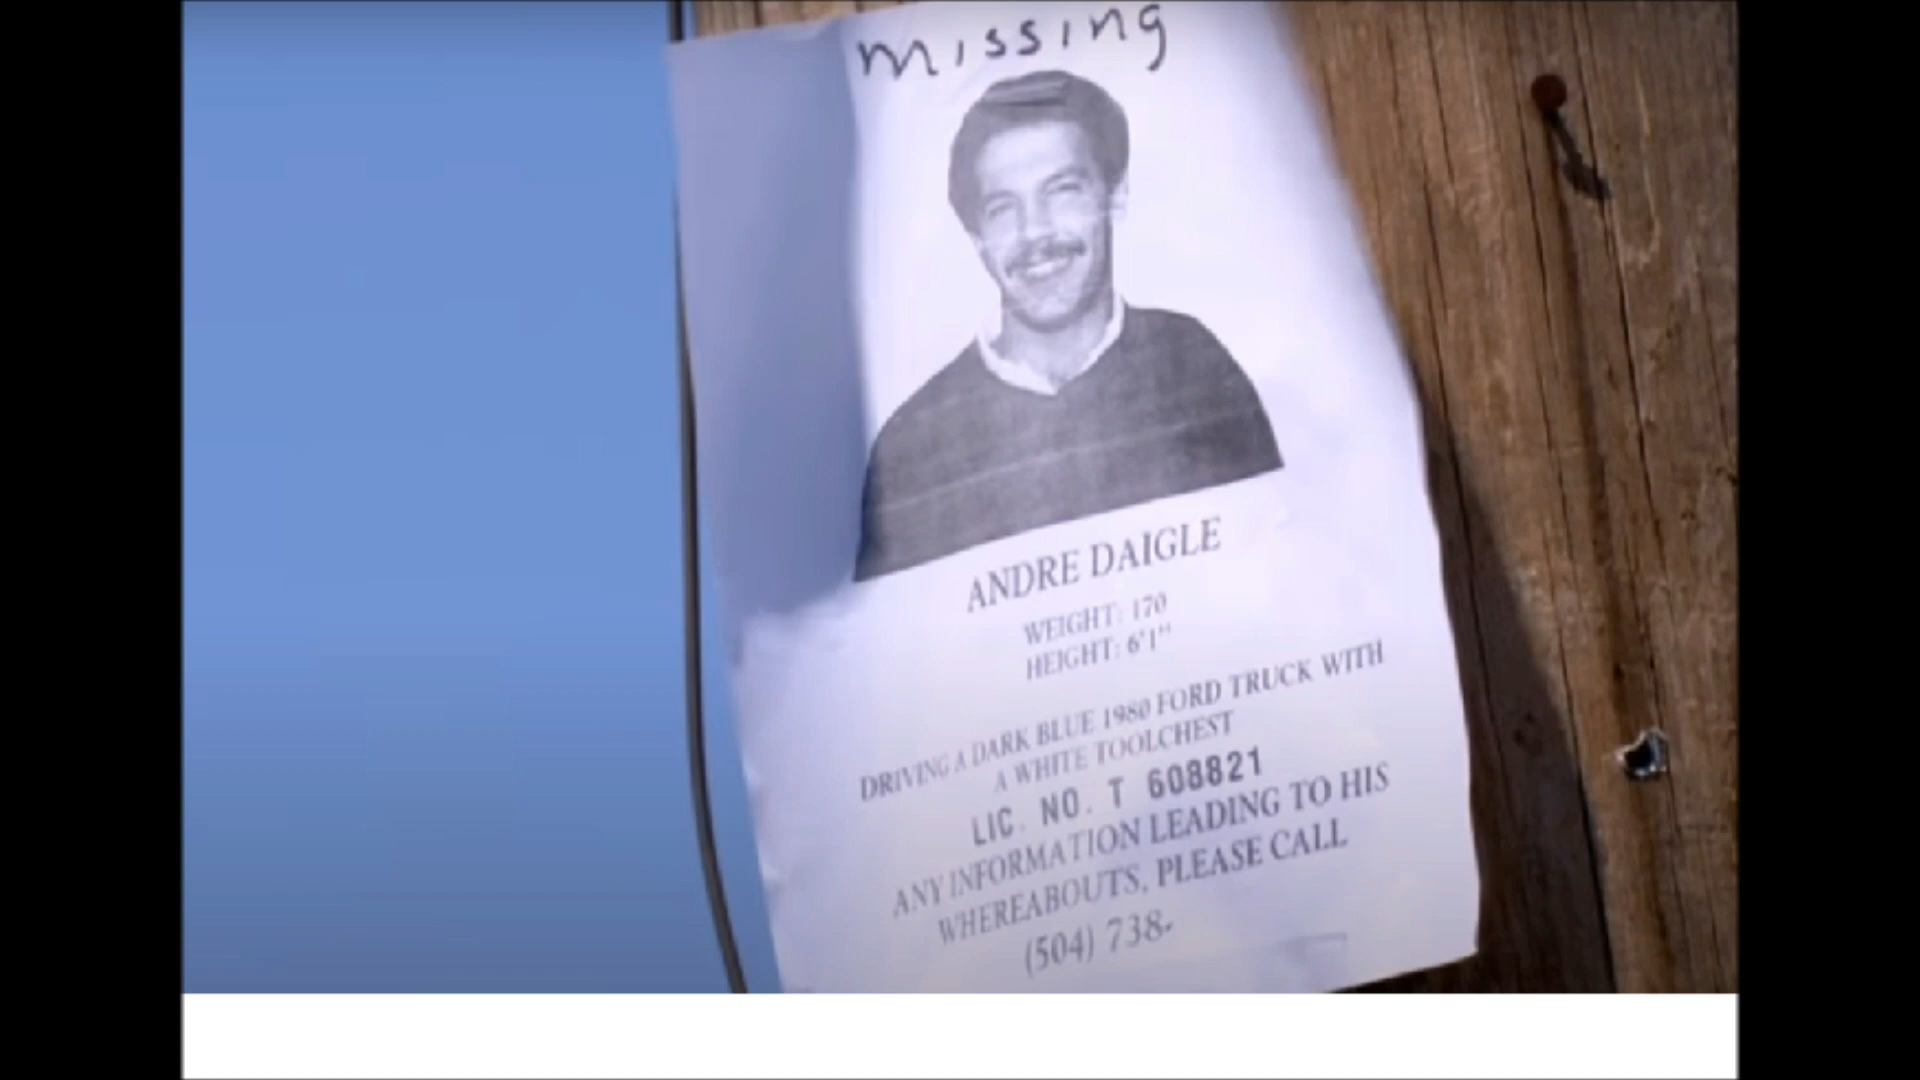 missing
ANDRE DAIGLE
WEIGHT: 170
HEIGHT: 6'1"
DRIVING A DARK BLUE 1980 FORD TRUCK WITH
A WHITE TOOLCHEST
LIC. NO. T 608821
ANY INFORMATION LEADING TO HIS
WHEREABOUTS, PLEASE CALL
(504) 738-